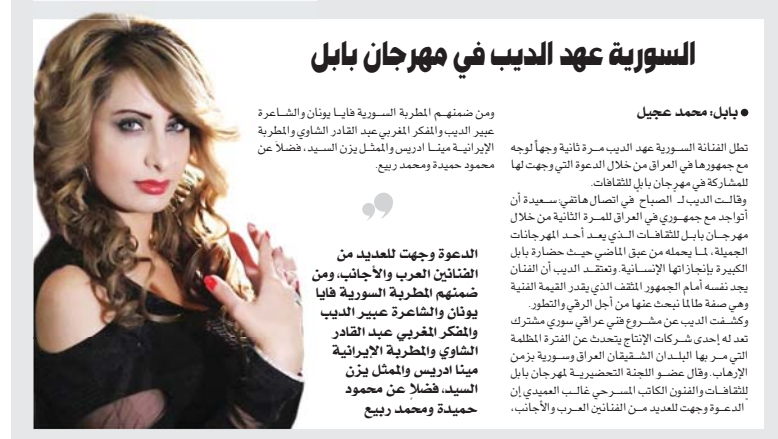 السورية عهد الديب في مهرجان بابل
● بابل: محمد عجيل
تطل الفنانة السورية عهد الديب مرة ثانية وجهاً لوجه
مع جمهورها في العراق من خلال الدعوة التي وجهت لها
للمشاركة في مهرجان بابل للثقافات.
وقالت الديب لـ الصباح في اتصال هاتفي: سعيدة أن
أتواجد مع جمهوري في العراق للمرة الثانية من خلال
مهرجان بابل للثقافات الذي يعد أحد المهرجانات
الجميلة، لما يحمله من عبق الماضي حيث حضارة بابل
الكبيرة بإنجازاتها الإنسانية. وتعتقد الديب أن الفنان
يجد نفسه أمام الجمهور المثقف الذي يقدر القيمة الفنية
وهي صفة طالما نبحث عنها من أجل الرقي والتطور.
وكشفت الديب عن مشروع فني عراقي سوري مشترك
تعد له إحدى شركات الإنتاج يتحدث عن الفترة المظلمة
التي مر بها البلدان الشقيقان العراق وسورية بزمن
الإرهاب. وقال عضو اللجنة التحضيرية لمهرجان بابل
للثقافات والفنون الكاتب المسرحي غالب العميدي إن
الدعوة وجهت للعديد من الفنانين العرب والأجانب،
ومن ضمنهم المطربة السورية فايا يونان والشاعرة
عبير الديب والمفكر المغربي عبد القادر الشاوي والمطربة
الإيرانية مينا ادريس والممثل يزن السيد، فضلاً عن
محمود حميدة ومحمد ربيع.
الدعوة وجهت للعديد من
الفنانين العرب والأجانب، ومن
ضمنهم المطربة السورية فايا
يونان والشاعرة عبير الديب
والمفكر المغربي عبد القادر
الشاوي والمطربة الإيرانية
مينا ادريس والممثل يزن
السيد، فضلاً عن محمود
حميدة ومحمد ربيع